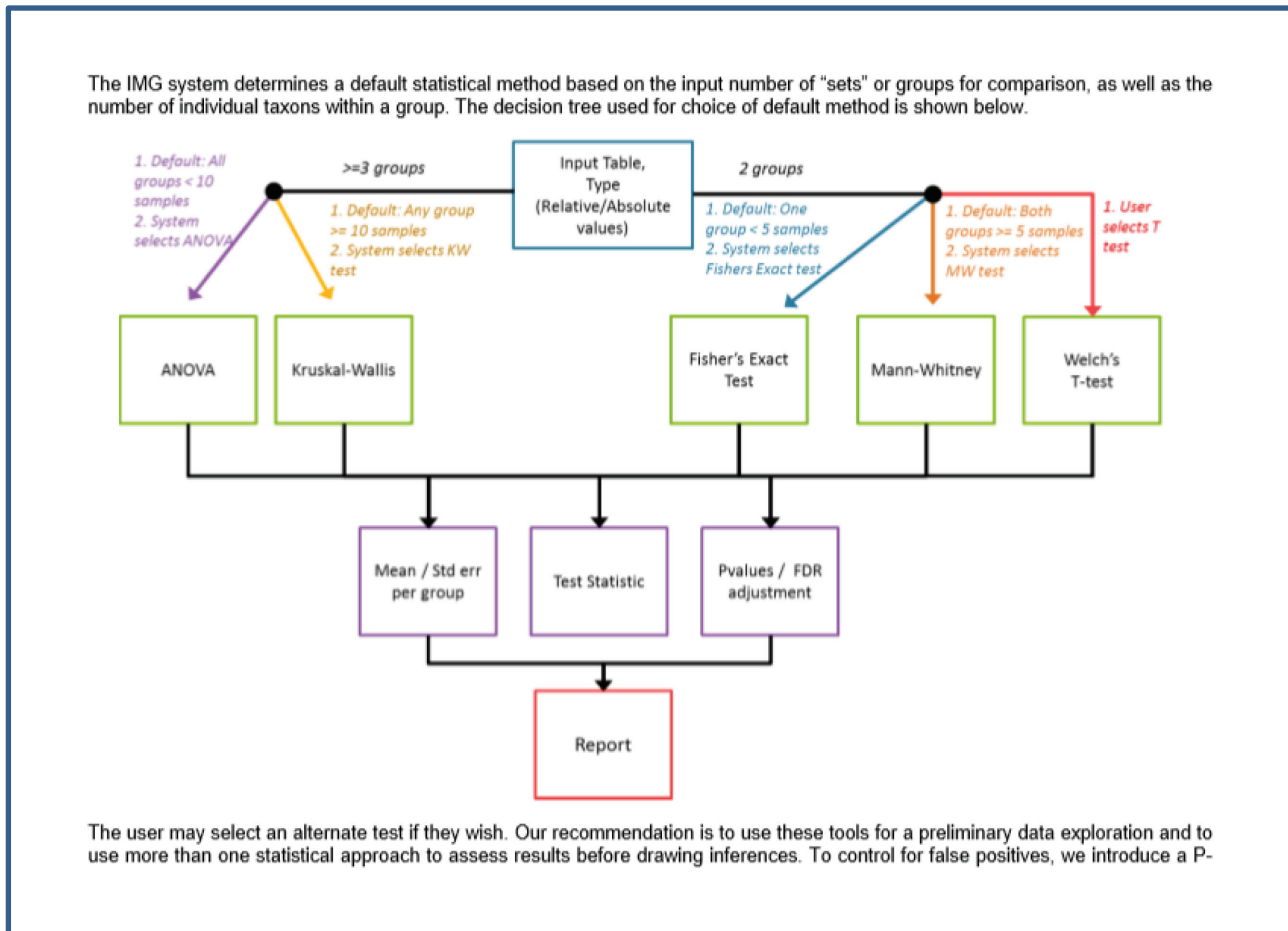 The IMG system determines a default statistical method based on the input number of “sets” or groups for comparison, as well as the
number of individual taxons within a group. The decision tree used for choice of default method is shown below.
1. Default: All
groups < 10
samples
2. System
selects ANOVA
>=3 groups
1. Default: Any group
>= 10 samples
2. System selects KW
test
Input Table,
Type
(Relative/Absolute
values)
2 groups
1. Default: One
group < 5 samples
2. System selects
Fishers Exact test
1. Default: Both
groups >= 5 samples
2. System selects
MW test
1. User
selects T
test
ANOVA
Kruskal-Wallis
Fisher's Exact
Test
Mann-Whitney
Welch's
T-test
Mean / Std err
per group
Test Statistic
Pvalues / FDR
adjustment
Report
The user may select an alternate test if they wish. Our recommendation is to use these tools for a preliminary data exploration and to
use more than one statistical approach to assess results before drawing inferences. To control for false positives, we introduce a P-